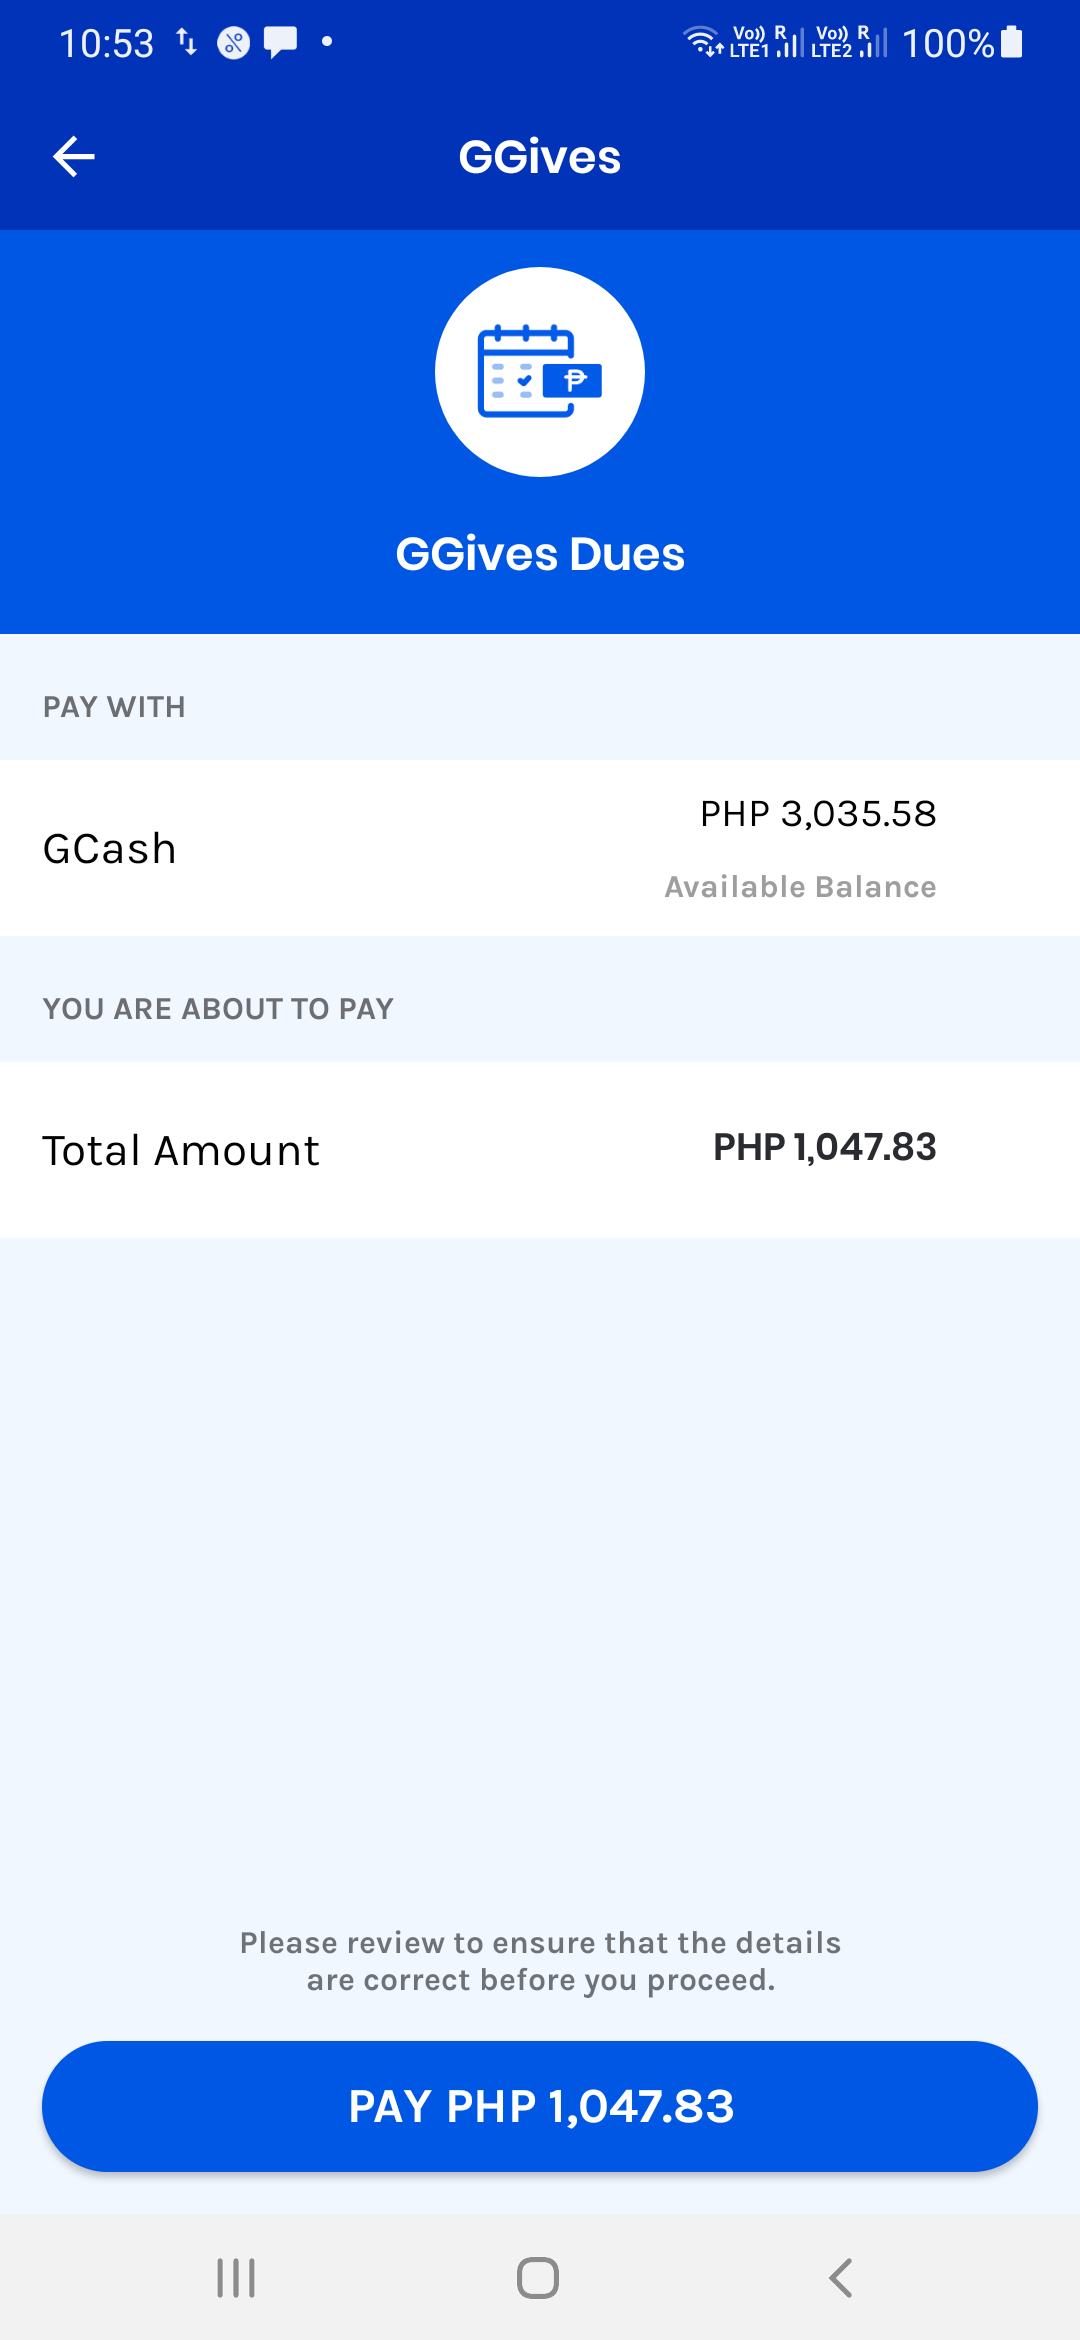 10:53
Vo)) R
LTE1
Vo)) R
LTE2
100%
GGives
₱
GGives Dues
PAY WITH
GCash
PHP 3,035.58
Available Balance
YOU ARE ABOUT TO PAY
Total Amount
PHP 1,047.83
Please review to ensure that the details
are correct before you proceed.
PAY PHP 1,047.83